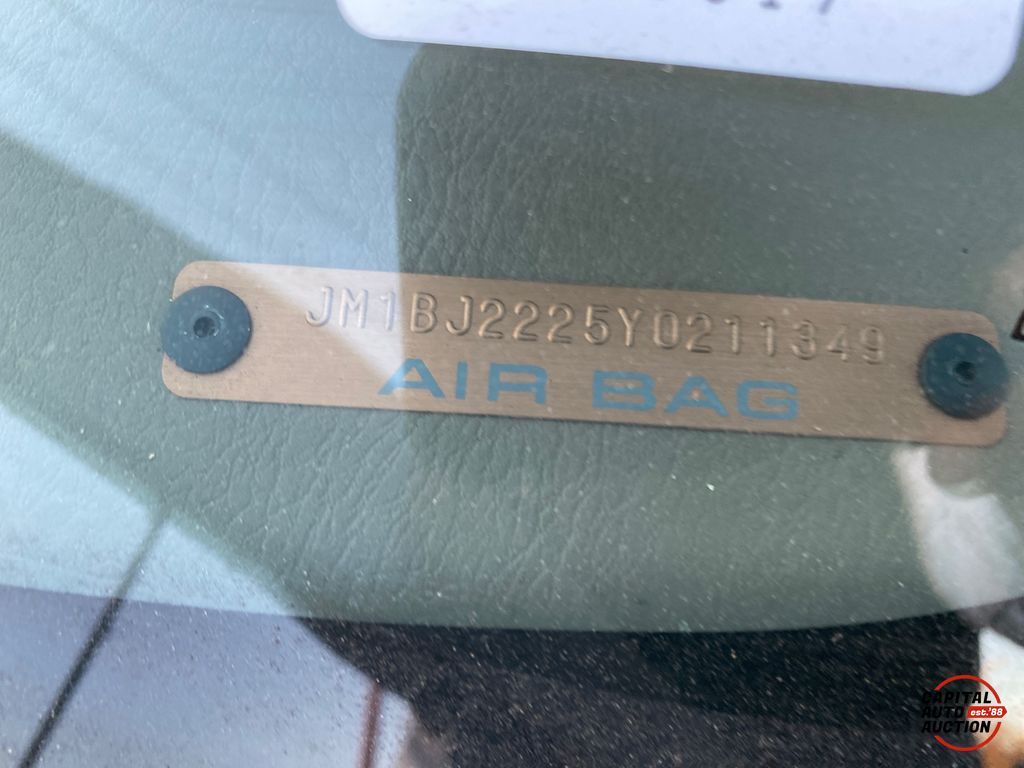 JM1BJ2225Y0211349
AIR BAG
CAPITAL
AUTO est.'88
AUCTION